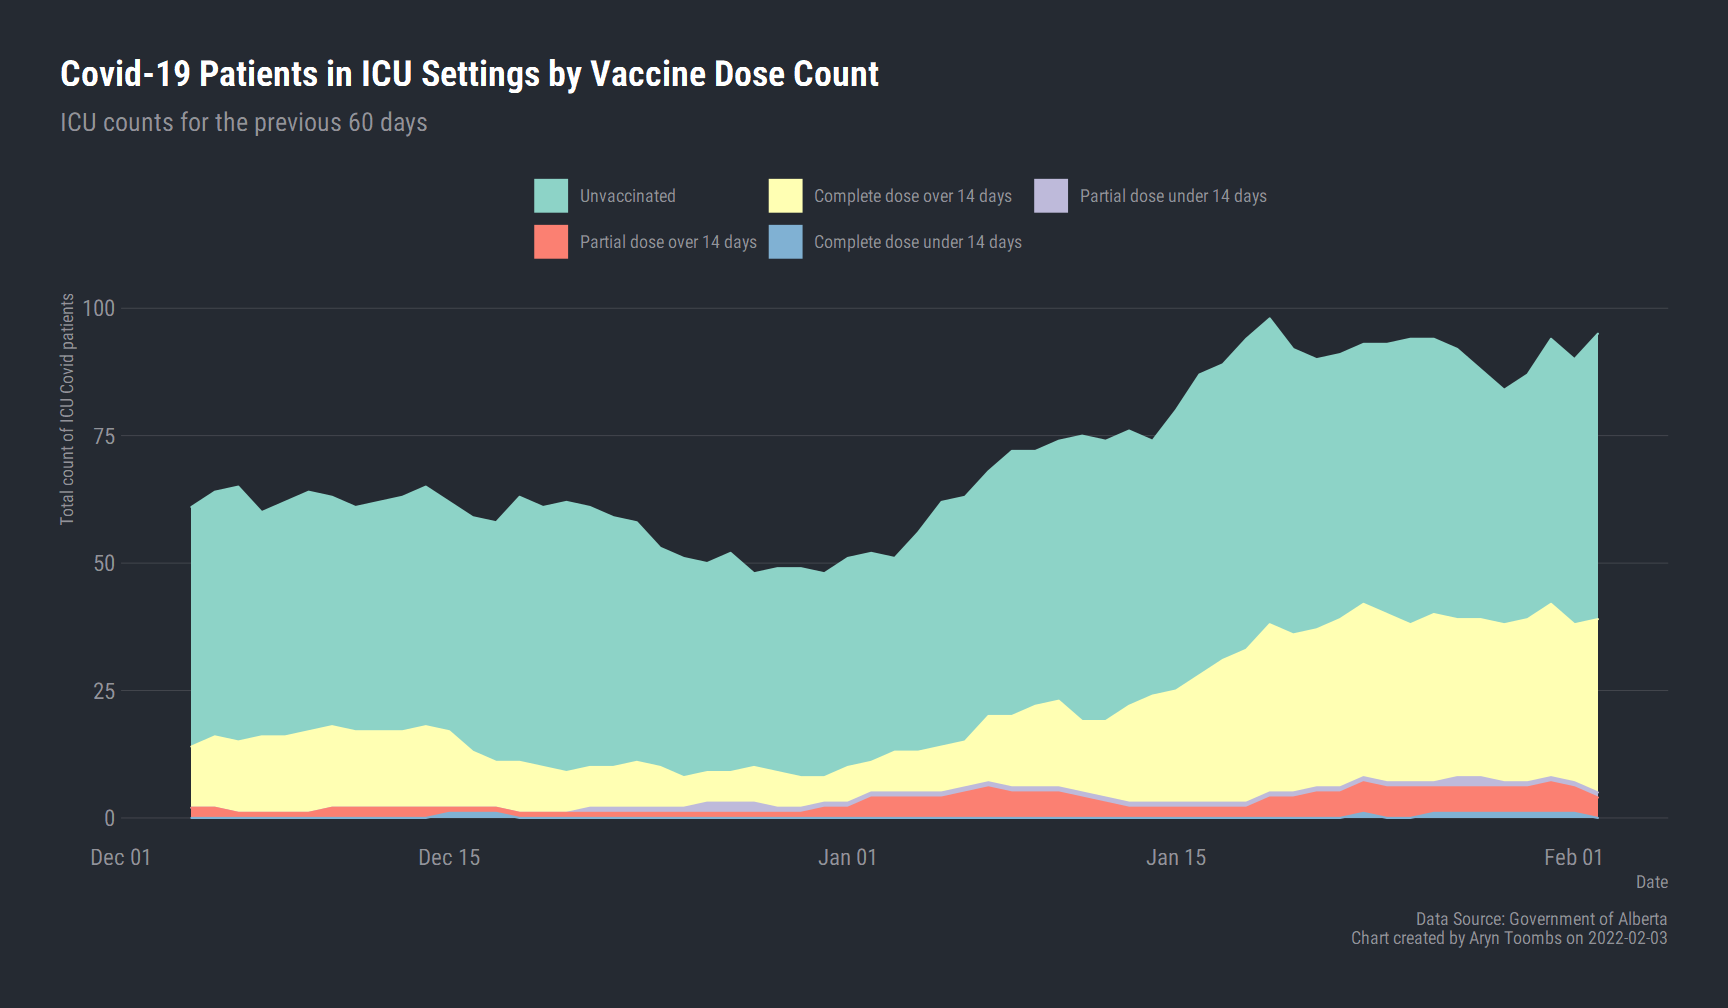 Covid-19 Patients in ICU Settings by Vaccine Dose Count
ICU counts for the previous 60 days
Unvaccinated
Complete dose over 14 days
Partial dose under 14 days
Partial dose over 14 days
Complete dose under 14 days
Total count of ICU Covid patients
100
75
50
25
0
Dec 01
Dec 15
Jan 01
Jan 15
Feb 01
Date
Data Source: Government of Alberta
Chart created by Aryn Toombs on 2022-02-03